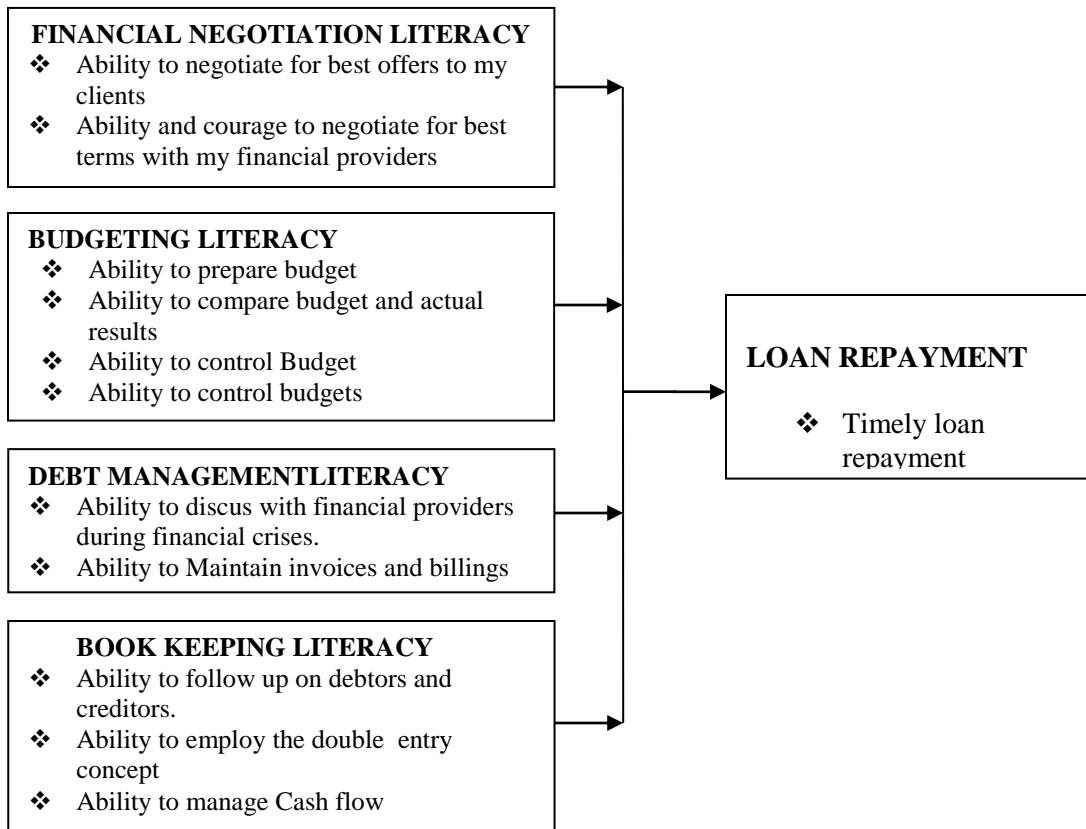 FINANCIAL NEGOTIATION LITERACY
❖ Ability to negotiate for best offers to my
clients
❖ Ability and courage to negotiate for best
terms with my financial providers
BUDGETING LITERACY
❖ Ability to prepare budget
❖ Ability to compare budget and actual
results
❖ Ability to control Budget
❖ Ability to control budgets
DEBT MANAGEMENTLITERACY
❖ Ability to discus with financial providers
during financial crises.
❖ Ability to Maintain invoices and billings
BOOK KEEPING LITERACY
❖ Ability to follow up on debtors and
creditors.
❖ Ability to employ the double entry
concept
❖ Ability to manage Cash flow
LOAN REPAYMENT
❖ Timely loan
repayment